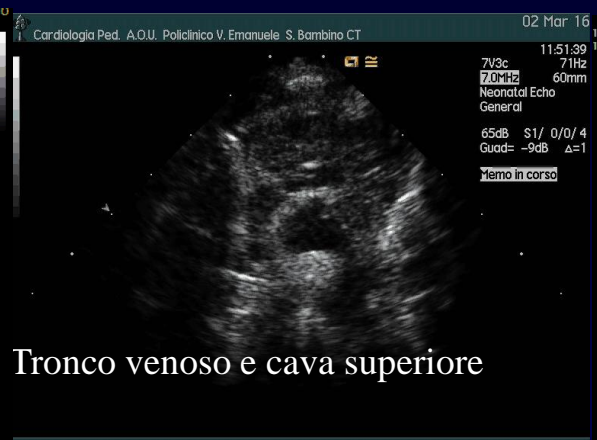 02 Mar 16
Cardiologia Ped. A.O.U. Policlinico V. Emanuele S. Bambino CT
11:51:39
7V3c 71Hz
7.0MHz 60mm
Neonatal Echo
General
65dB S1/ 0/0/4
Guad= -9dB Δ=1
Memo in corso
Tronco venoso e cava superiore